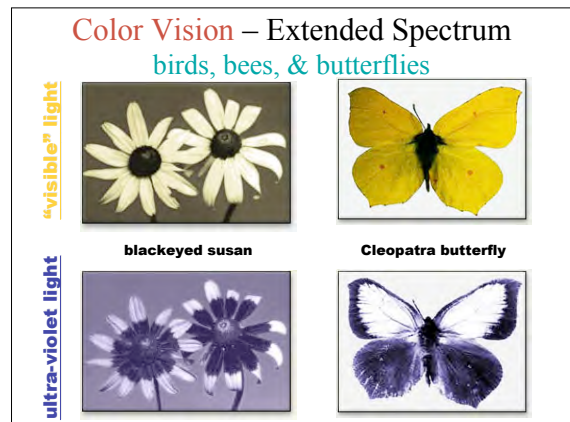 Color Vision – Extended Spectrum
birds, bees, & butterflies
“visible” light
blackeyed susan
Cleopatra butterfly
ultra-violet light